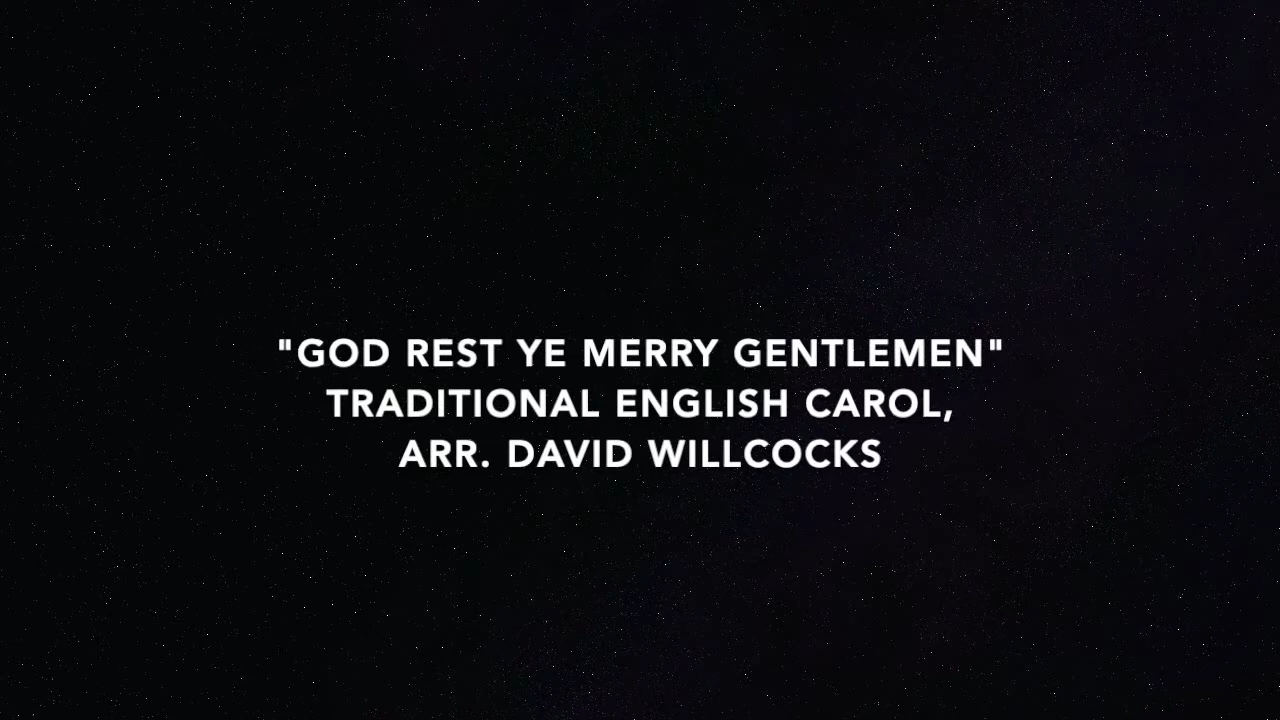 "GOD REST YE MERRY GENTLEMEN"
TRADITIONAL ENGLISH CAROL,
ARR. DAVID WILLCOCKS